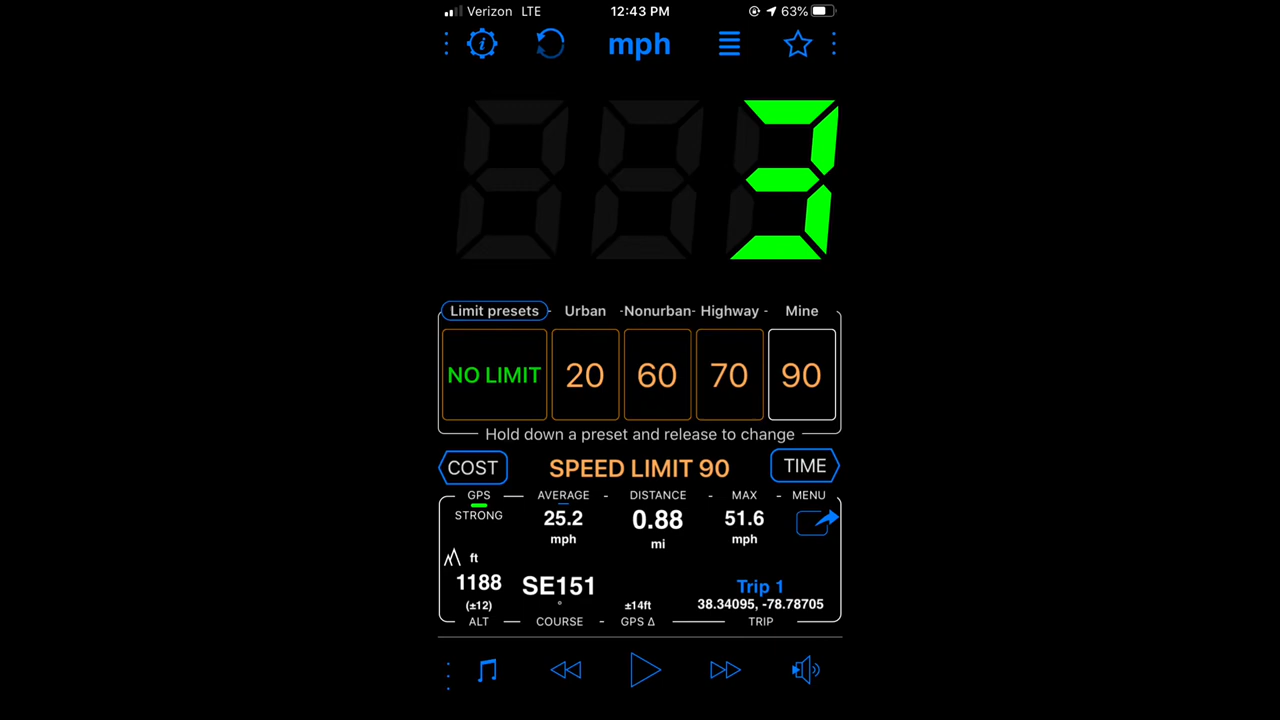 Verizon LTE 12:43 PM 63%
mph
3
Limit presets Urban -Nonurban- Highway - Mine
NO LIMIT 20 60 70 90
Hold down a preset and release to change
COST SPEED LIMIT 90 TIME
GPS AVERAGE - DISTANCE - MAX - MENU
STRONG 25.2 0.88 51.6
mph mi mph
ft
1188 SE151 Trip 1
(±12) ° ±14ft 38.34095, -78.78705
ALT COURSE - GPS Δ TRIP